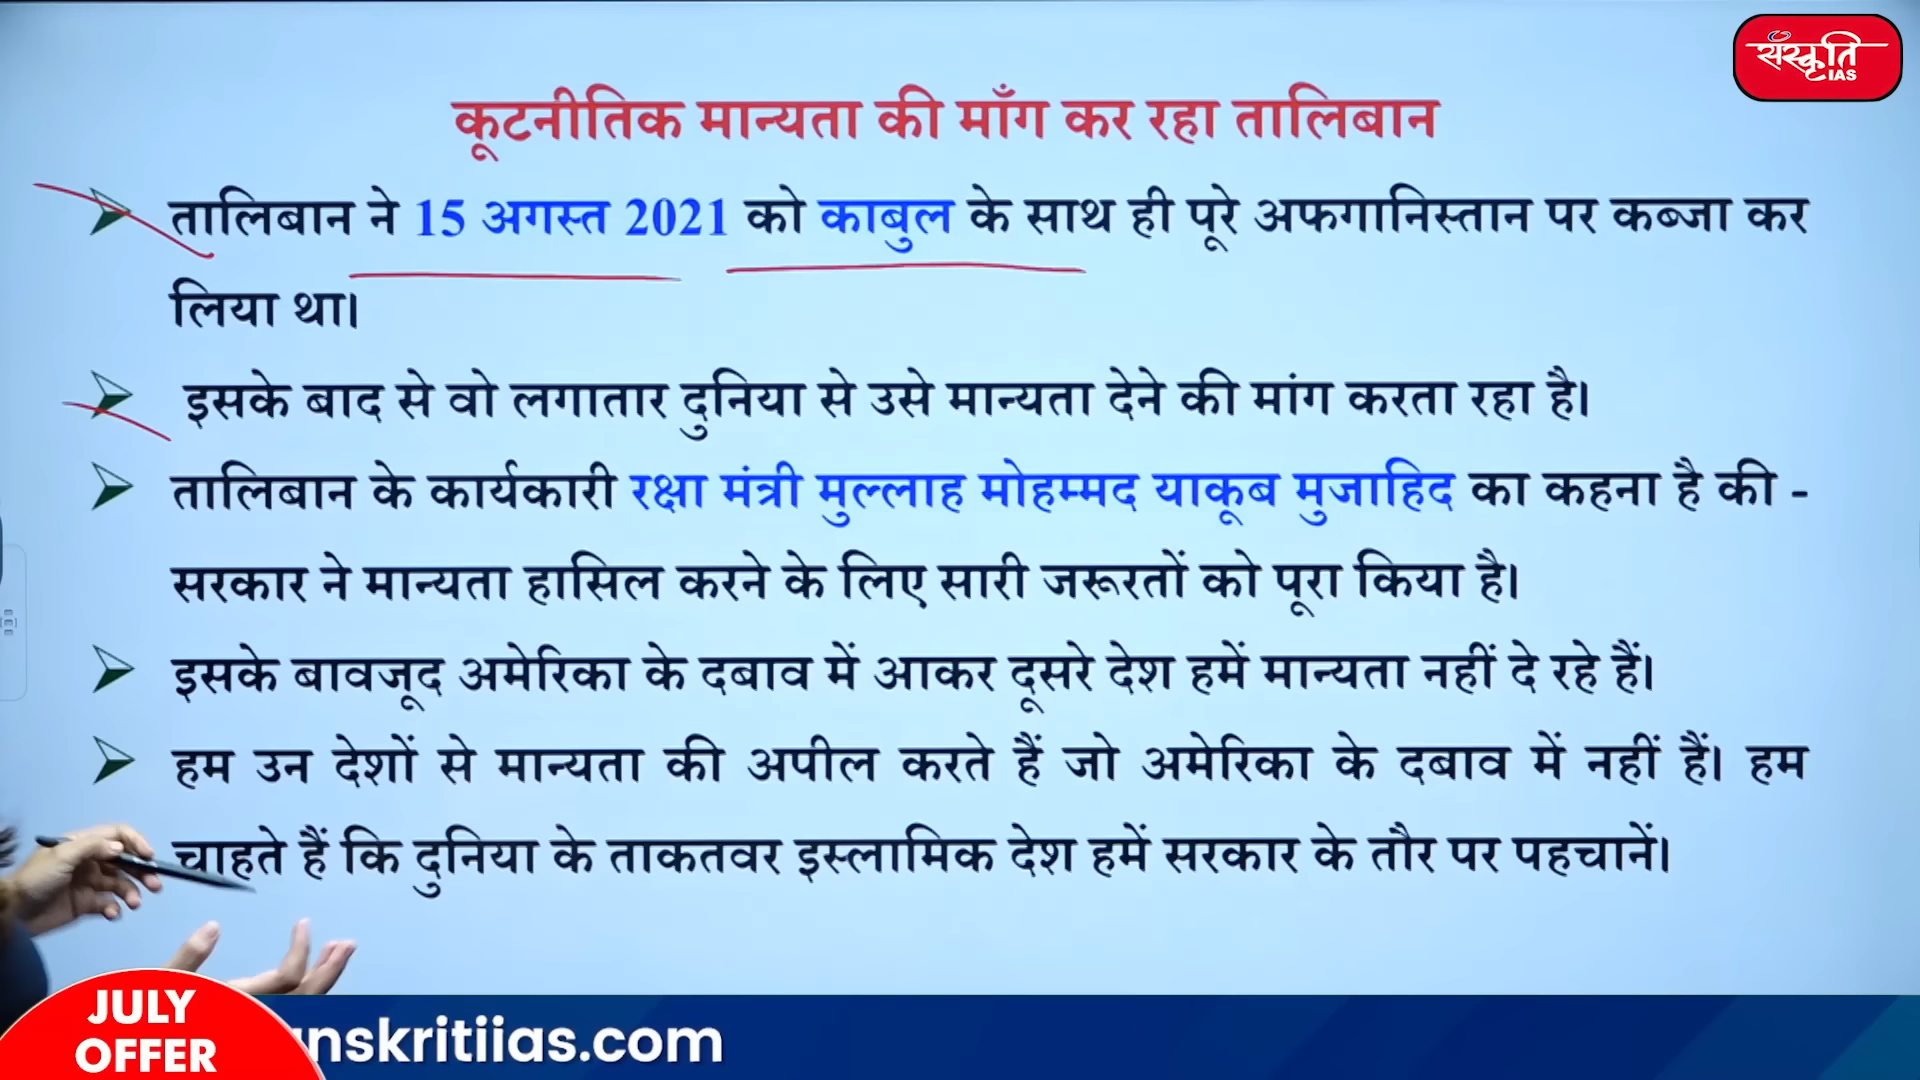 संस्कृति
IAS
कूटनीतिक मान्यता की माँग कर रहा तालिबान
तालिबान ने 15 अगस्त 2021 को काबुल के साथ ही पूरे अफगानिस्तान पर कब्जा कर
लिया था।
इसके बाद से वो लगातार दुनिया से उसे मान्यता देने की मांग करता रहा है।
तालिबान के कार्यकारी रक्षा मंत्री मुल्लाह मोहम्मद याकूब मुजाहिद का कहना है की -
सरकार ने मान्यता हासिल करने के लिए सारी जरूरतों को पूरा किया है।
इसके बावजूद अमेरिका के दबाव में आकर दूसरे देश हमें मान्यता नहीं दे रहे हैं।
हम उन देशों से मान्यता की अपील करते हैं जो अमेरिका के दबाव में नहीं हैं। हम
चाहते हैं कि दुनिया के ताकतवर इस्लामिक देश हमें सरकार के तौर पर पहचानें।
JULY
OFFER
nskritiias.com